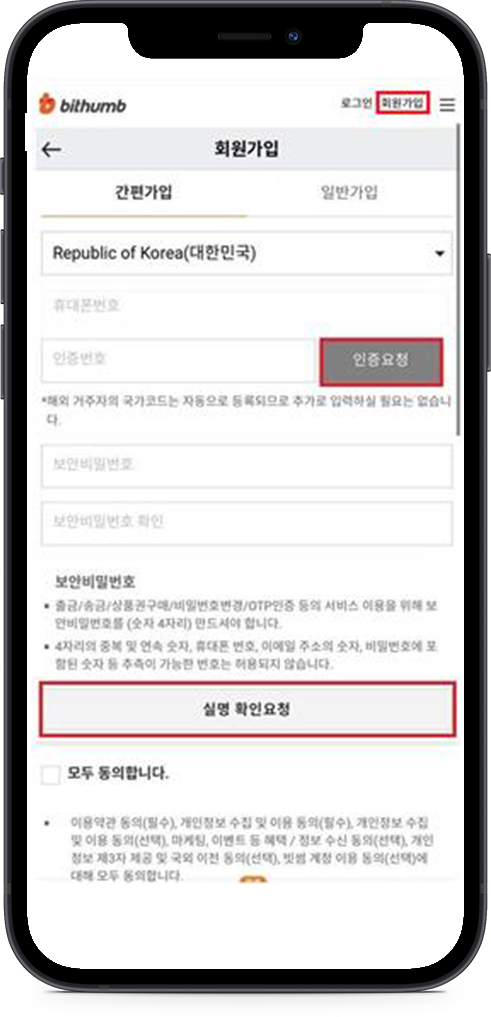 bithumb
로그인 회원가입
회원가입
간편가입 일반가입
Republic of Korea(대한민국)
휴대폰번호
인증번호 인증요청
*해외 거주자의 국가코드는 자동으로 등록되므로 추가로 입력하실 필요는 없습니
다.
보안비밀번호
보안비밀번호 확인
보안비밀번호
출금/송금/상품권구매/비밀번호변경/OTP인증 등의 서비스 이용을 위해 보
안비밀번호를 (숫자 4자리) 만드셔야 합니다.
4자리의 중복 및 연속 숫자, 휴대폰 번호, 이메일 주소의 숫자, 비밀번호에 포
함된 숫자 등 추측이 가능한 번호는 허용되지 않습니다.
실명 확인요청
모두 동의합니다.
이용약관 동의(필수), 개인정보 수집 및 이용 동의(필수), 개인정보 수집
및 이용 동의(선택), 마케팅, 이벤트 등 혜택 / 정보 수신 동의(선택), 개인
정보 제3자 제공 및 국외 이전 동의(선택), 빗썸 계정 이용 동의(선택)에
대해 모두 동의합니다.